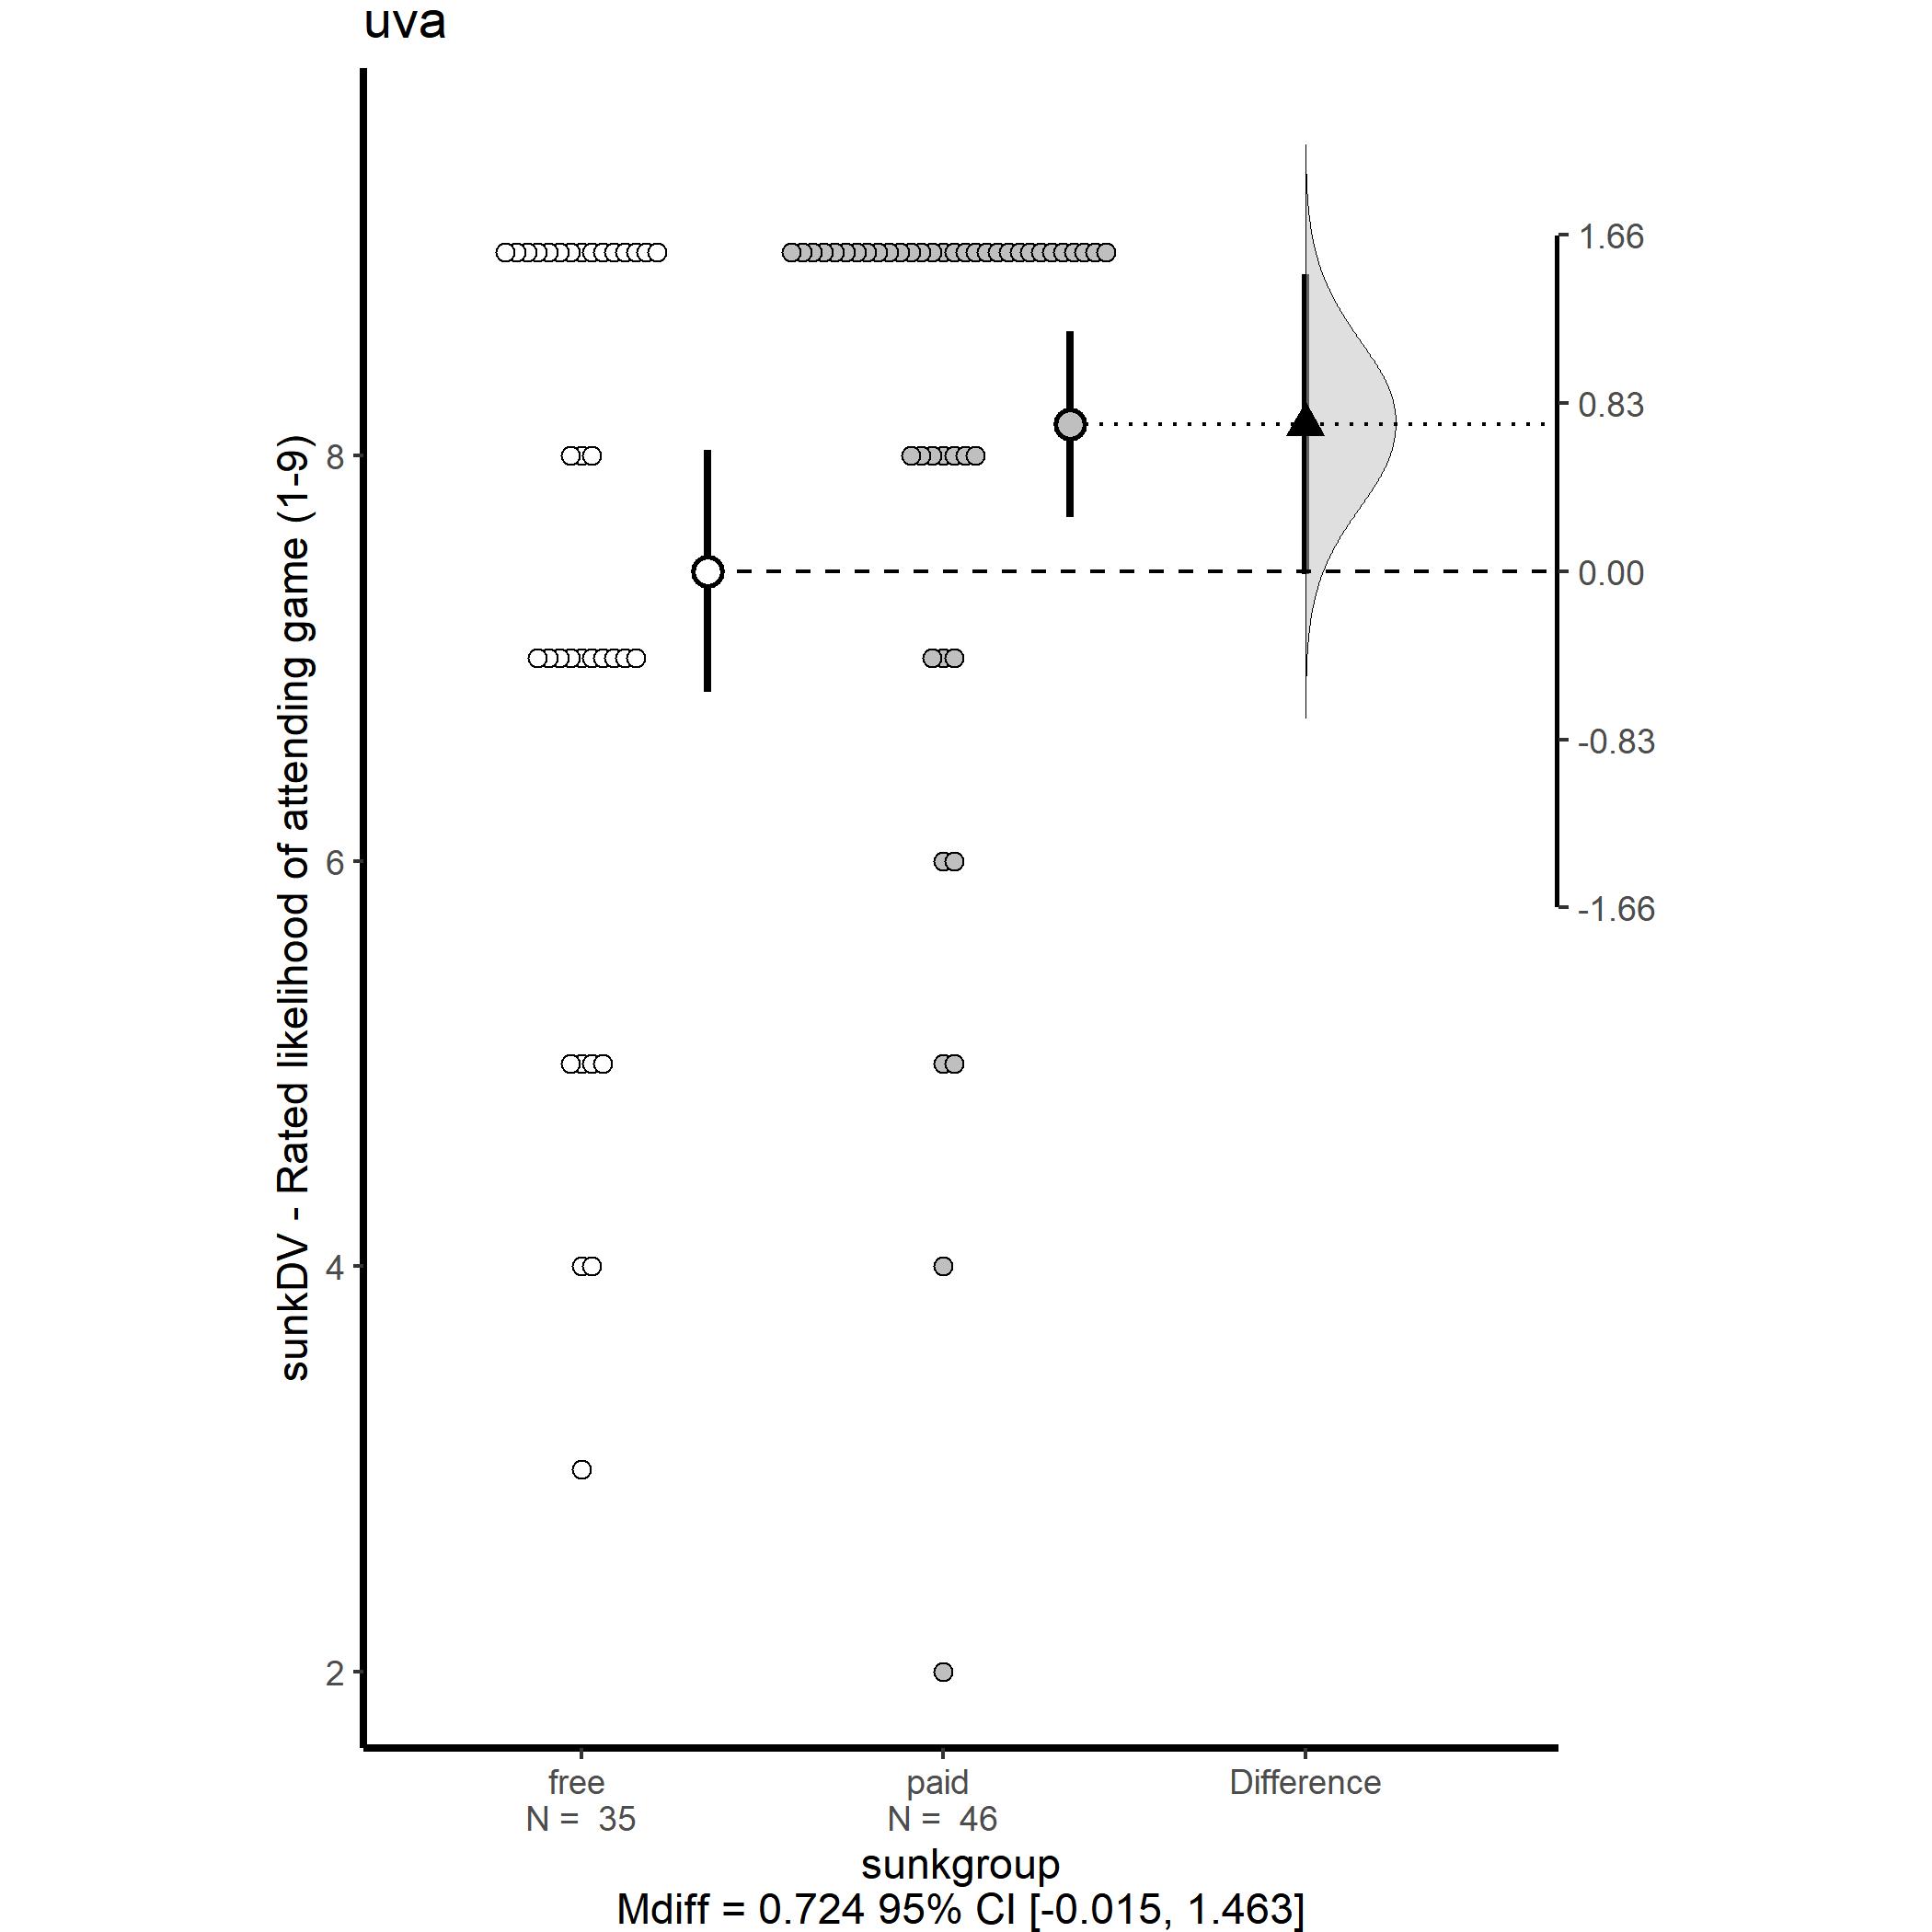 uva
sunkDV - Rated likelihood of attending game (1-9)
8
6
4
2
1.66
0.83
0.00
-0.83
-1.66
free
N =  35
paid
N =  46
Difference
sunkgroup
Mdiff = 0.724 95% CI [-0.015, 1.463]